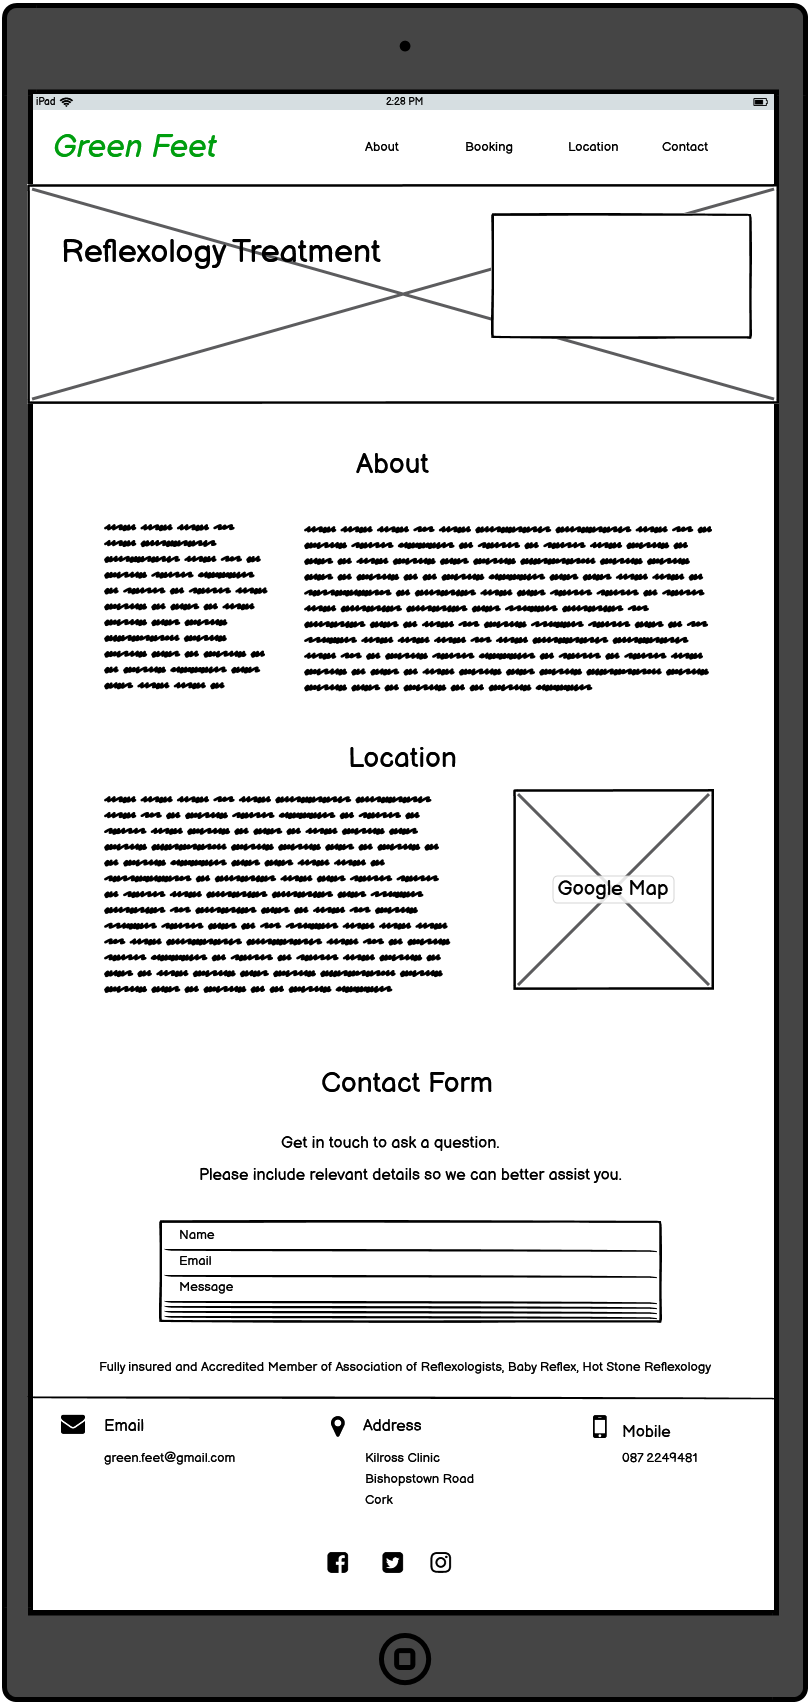 iPad
2:28 PM
Green Feet
About
Booking
Location
Contact
Reflexology Treatment
About
Location
Google Map
Contact Form
Get in touch to ask a question.
Please include relevant details so we can better assist you.
Name
Email
Message
Fully insured and Accredited Member of Association of Reflexologists, Baby Reflex, Hot Stone Reflexology
Email
green.feet@gmail.com
Address
Kilross Clinic
Bishopstown Road
Cork
Mobile
087 2249481